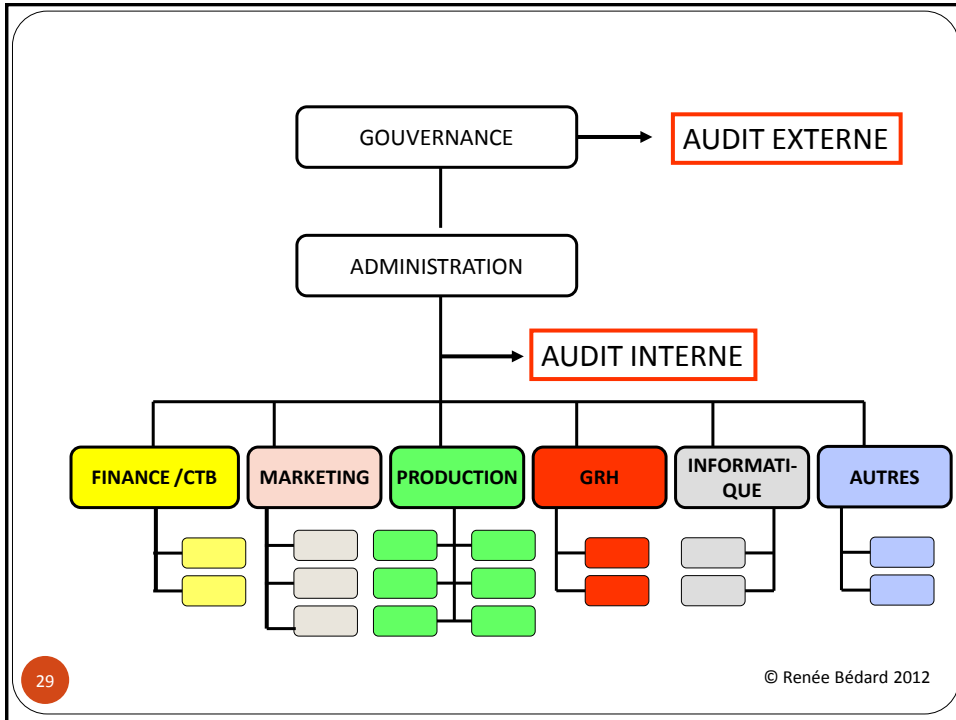 GOUVERNANCE
AUDIT EXTERNE
ADMINISTRATION
AUDIT INTERNE
FINANCE /CTB
MARKETING
PRODUCTION
GRH
INFORMATI-
QUE
AUTRES
29
© Renée Bédard 2012